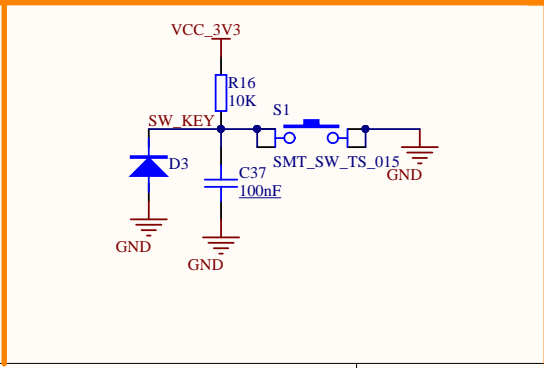 VCC_3V3
R16
10K
S1
SW_KEY
D3
SMT_SW_TS_015
C37
GND
100nF
GND
GND